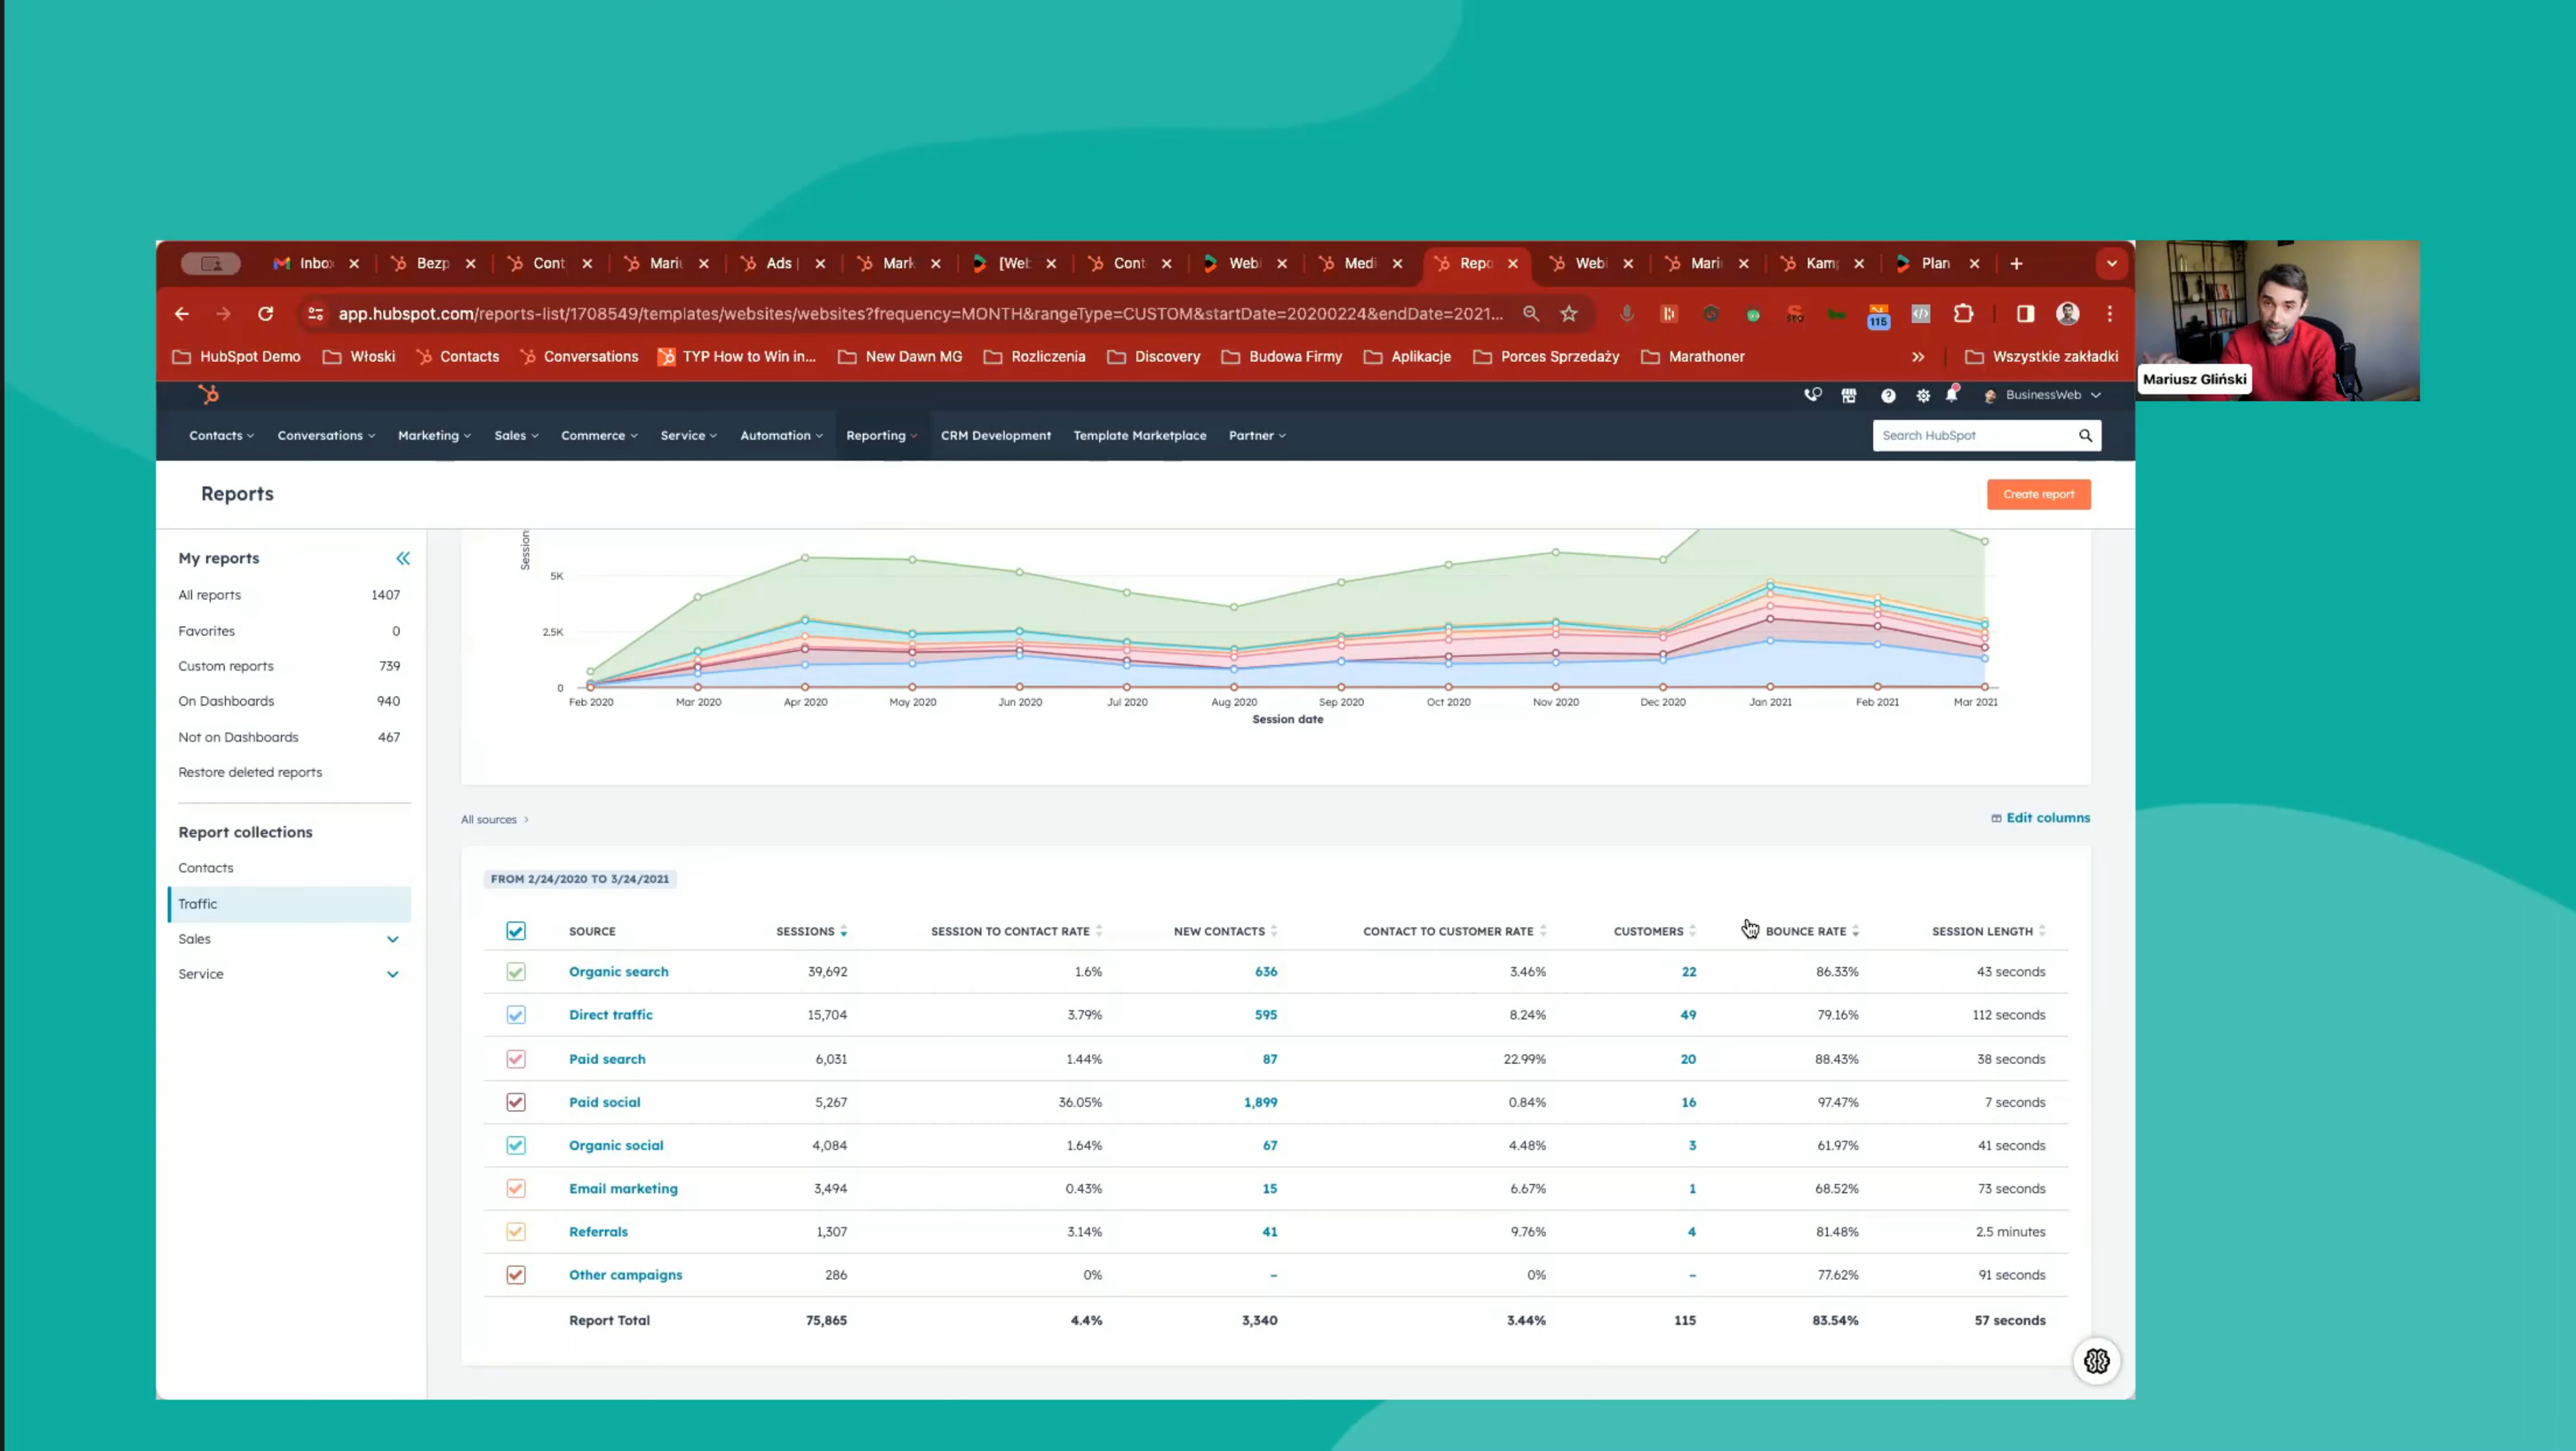 Inbo Bezp Cont Mari Ads | Mark [Web Cont Webi Medi Repo Webi Mari Kam Plan
app.hubspot.com/reports-list/1708549/templates/websites/websites?frequency=MONTH&rangeType=CUSTOM&startDate=20200224&endDate=2021...
115
HubSpot Demo Włoski Contacts Conversations TYP How to Win in... New Dawn MG Rozliczenia Discovery Budowa Firmy Aplikacje Porces Sprzedaży Marathoner » Wszystkie zakładki
Mariusz Gliński
BusinessWeb
Contacts Conversations Marketing Sales Commerce Service Automation Reporting CRM Development Template Marketplace Partner Search HubSpot
Reports
Create report
My reports
All reports 1407
Favorites 0
Custom reports 739
On Dashboards 940
Not on Dashboards 467
Restore deleted reports
Report collections
Contacts
Traffic
Sales
Service
Session
5K
2.5K
0
Feb 2020 Mar 2020 Apr 2020 May 2020 Jun 2020 Jul 2020 Aug 2020 Sep 2020 Oct 2020 Nov 2020 Dec 2020 Jan 2021 Feb 2021 Mar 2021
Session date
All sources >
Edit columns
FROM 2/24/2020 TO 3/24/2021
SOURCE SESSIONS SESSION TO CONTACT RATE NEW CONTACTS CONTACT TO CUSTOMER RATE CUSTOMERS BOUNCE RATE SESSION LENGTH
Organic search 39,692 1.6% 636 3.46% 22 86.33% 43 seconds
Direct traffic 15,704 3.79% 595 8.24% 49 79.16% 112 seconds
Paid search 6,031 1.44% 87 22.99% 20 88.43% 38 seconds
Paid social 5,267 36.05% 1,899 0.84% 16 97.47% 7 seconds
Organic social 4,084 1.64% 67 4.48% 3 61.97% 41 seconds
Email marketing 3,494 0.43% 15 6.67% 1 68.52% 73 seconds
Referrals 1,307 3.14% 41 9.76% 4 81.48% 2.5 minutes
Other campaigns 286 0% – 0% – 77.62% 91 seconds
Report Total 75,865 4.4% 3,340 3.44% 115 83.54% 57 seconds